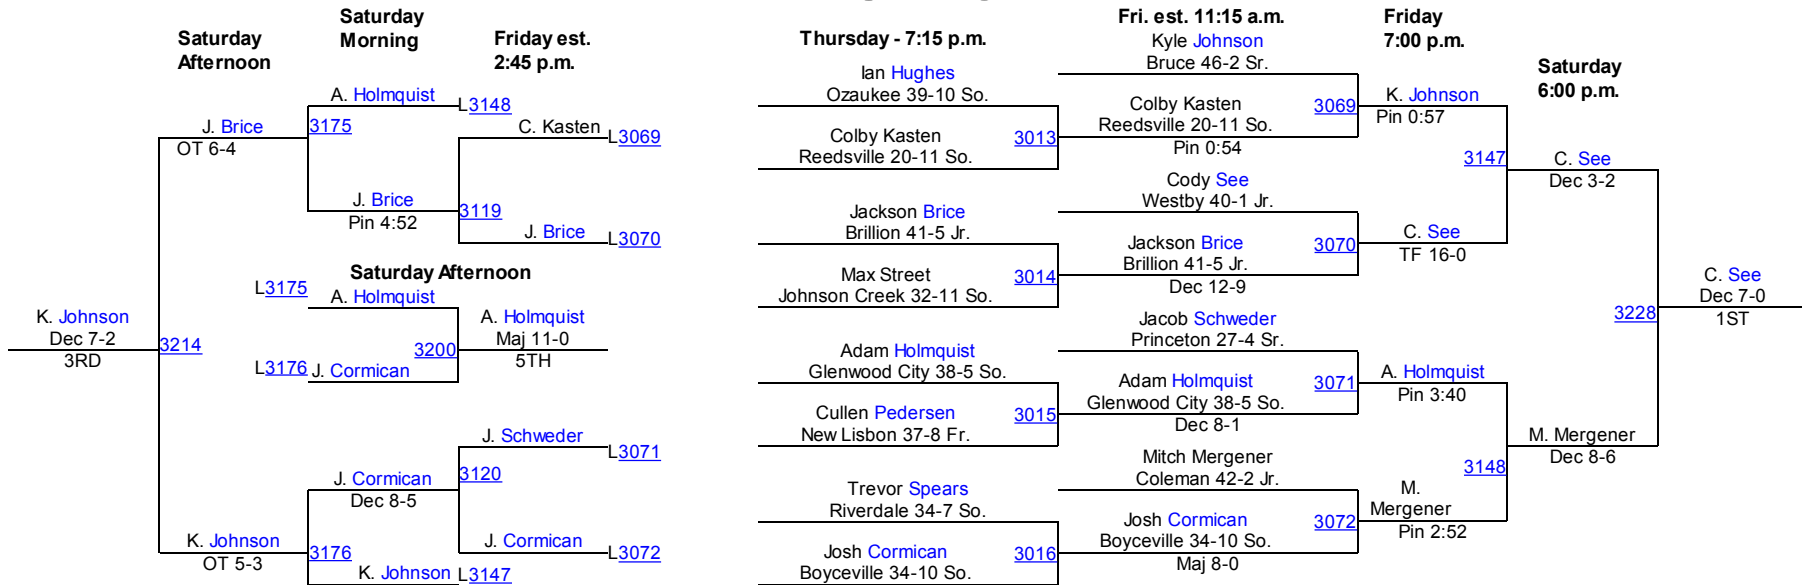 Saturday
Afternoon
Saturday
Morning
Friday est.
2:45 p.m.
A. Holmquist
L3148
J. Brice
3175
OT 6-4
C. Kasten
L3069
J. Brice
3119
Pin 4:52
J. Brice
L3070
Saturday Afternoon
L3175
A. Holmquist
K. Johnson
Dec 7-2
3RD
3214
A. Holmquist
3200
Maj 11-0
5TH
L3176
J. Cormican
J. Schweder
L3071
J. Cormican
3120
Dec 8-5
K. Johnson
3176
OT 5-3
J. Cormican
L3072
K. Johnson
L3147
Thursday - 7:15 p.m.
Fri. est. 11:15 a.m.
Friday
7:00 p.m.
Saturday
6:00 p.m.
Ian Hughes
Ozaukee 39-10 So.
3013
Colby Kasten
Reedsville 20-11 So.
Jackson Brice
Brillion 41-5 Jr.
3014
Max Street
Johnson Creek 32-11 So.
Adam Holmquist
Glenwood City 38-5 So.
3015
Cullen Pedersen
New Lisbon 37-8 Fr.
Trevor Spears
Riverdale 34-7 So.
3016
Josh Cormican
Boyceville 34-10 So.
Kyle Johnson
Bruce 46-2 Sr.
3069
Colby Kasten
Reedsville 20-11 So.
Pin 0:54
Cody See
Westby 40-1 Jr.
3070
Jackson Brice
Brillion 41-5 Jr.
Dec 12-9
Jacob Schweder
Princeton 27-4 Sr.
3071
Adam Holmquist
Glenwood City 38-5 So.
Dec 8-1
Mitch Mergener
Coleman 42-2 Jr.
3072
Josh Cormican
Boyceville 34-10 So.
Maj 8-0
K. Johnson
Pin 0:57
3147
C. See
TF 16-0
A. Holmquist
Pin 3:40
3148
M.
Mergener
Pin 2:52
C. See
Dec 3-2
3228
M. Mergener
Dec 8-6
C. See
Dec 7-0
1ST